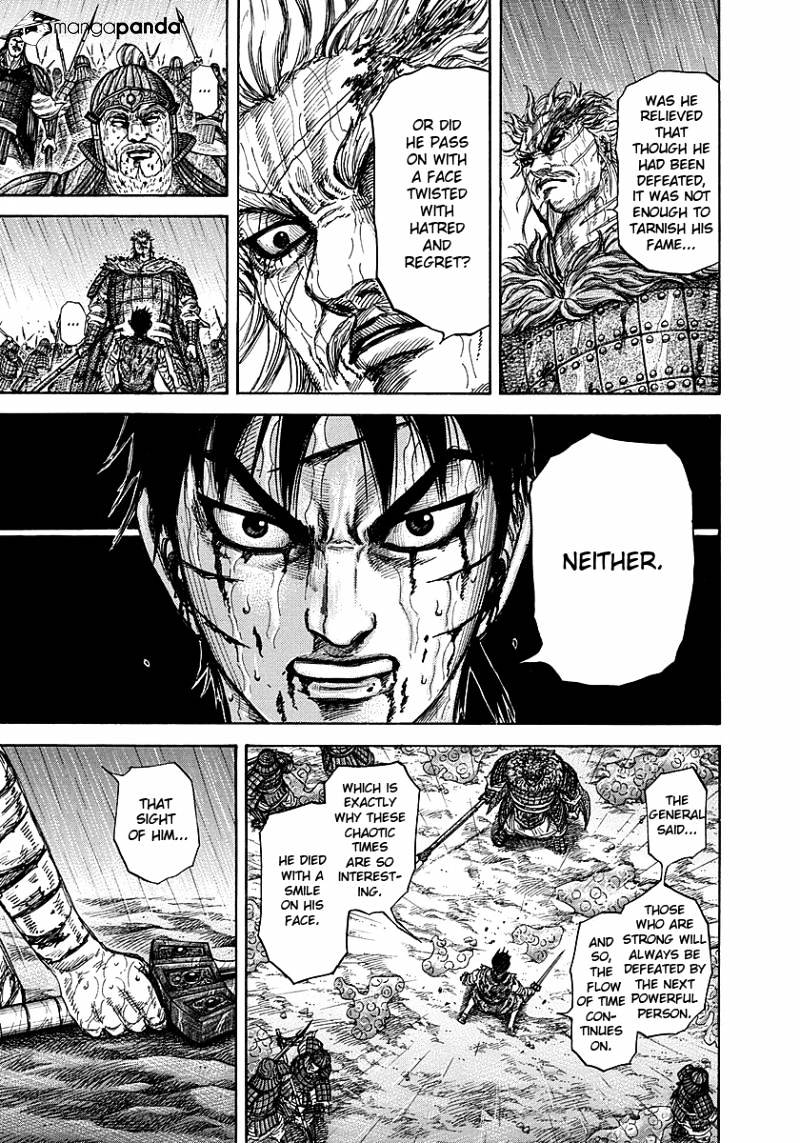 mangapanda
WAS HE
RELIEVED
THAT
THOUGH HE
HAD BEEN
DEFEATED,
IT WAS NOT
ENOUGH TO
TARNISH HIS
FAME...
OR DID
HE PASS
ON WITH
A FACE
TWISTED
WITH
HATRED
AND
REGRET?
...
...
NEITHER.
THE
GENERAL
SAID...
THOSE
WHO ARE
STRONG WILL
ALWAYS BE
DEFEATED BY
THE NEXT
POWERFUL
PERSON.
AND
SO, THE
FLOW
OF TIME
CON-
TINUES
ON.
WHICH IS
EXACTLY
WHY THESE
CHAOTIC
TIMES
ARE SO
INTEREST-
ING.
HE DIED
WITH A
SMILE
ON HIS
FACE.
THAT
SIGHT
OF HIM...